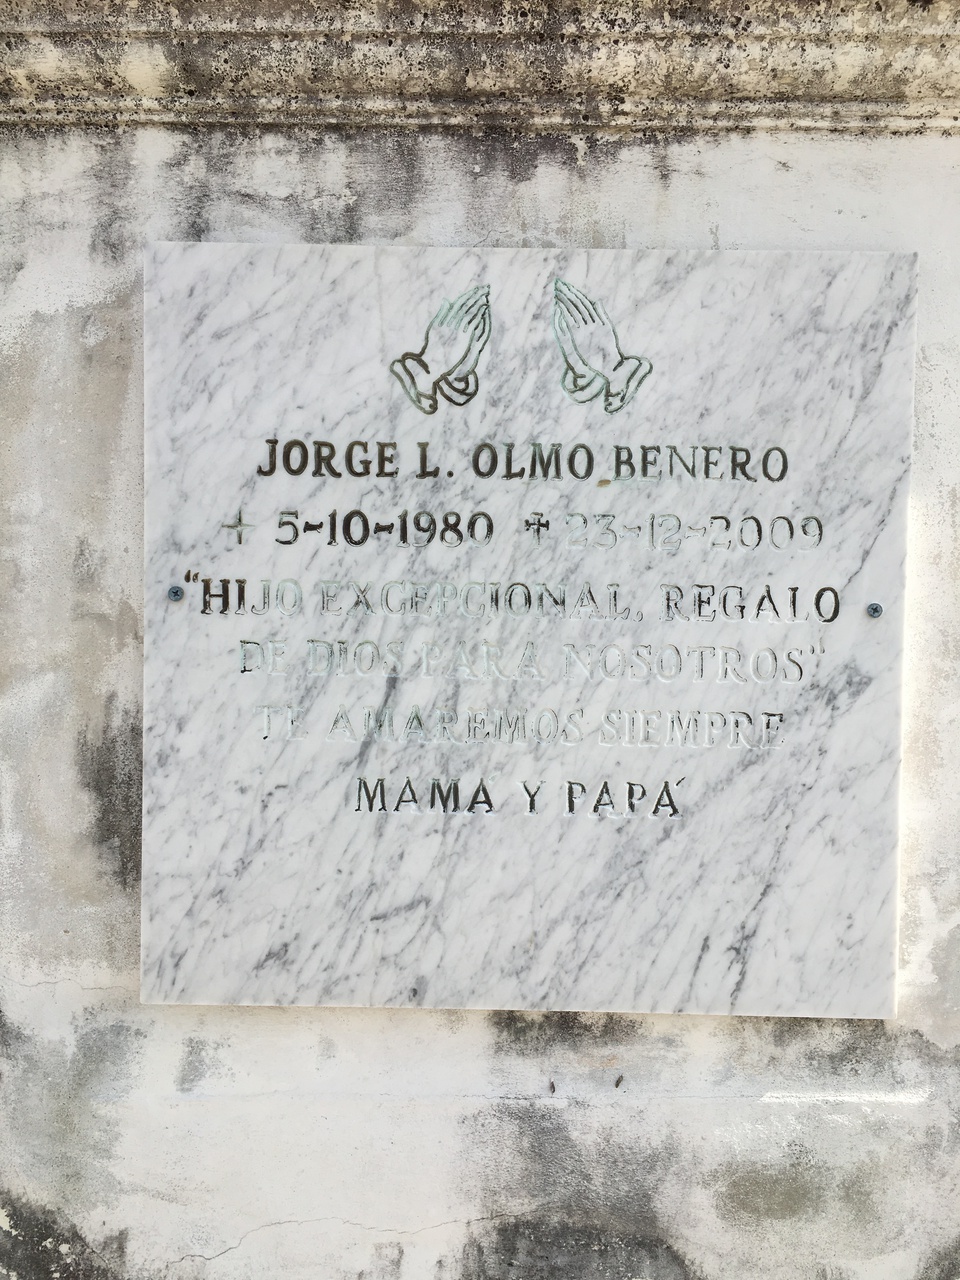 JORGE L. OLMO BENERO
+ 5-10-1980 ✠ 23-12-2009
"HIJO EXCEPCIONAL, REGALO
DE DIOS PARA NOSOTROS"
TE AMAREMOS SIEMPRE
MAMÁ Y PAPÁ